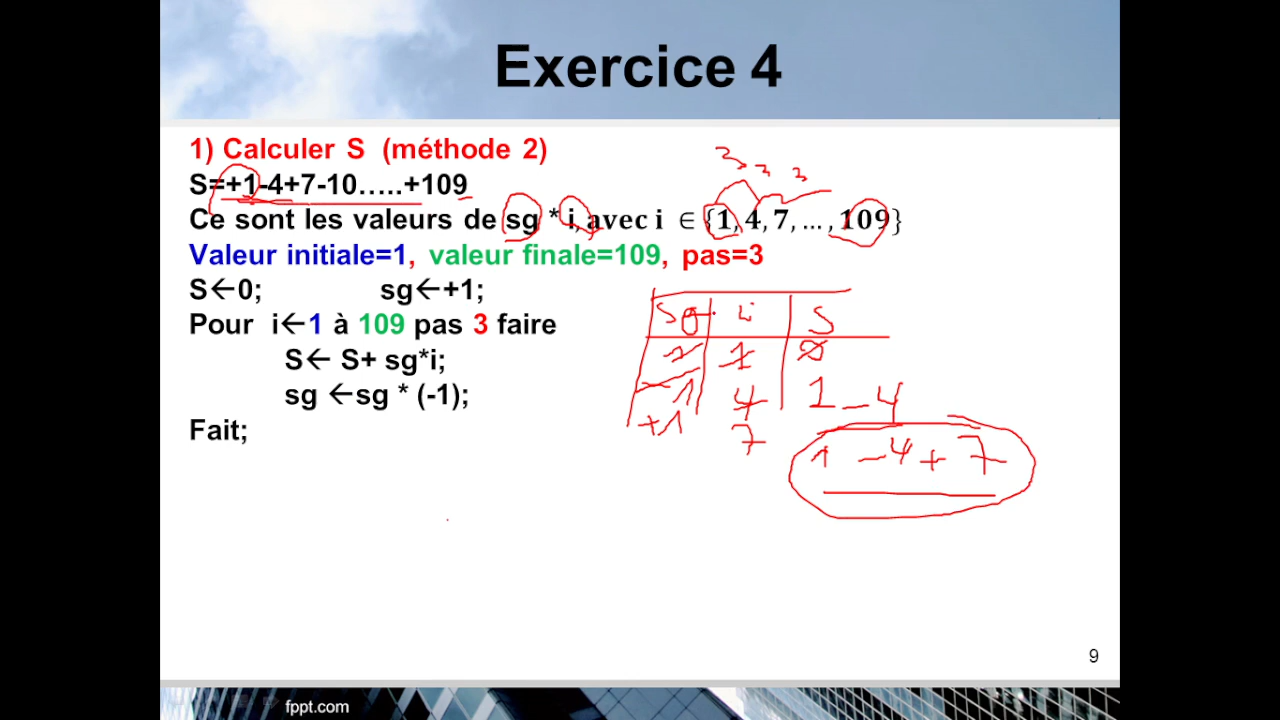 Exercice 4
1) Calculer S (méthode 2)
S=+1-4+7-10…..+109
3 3 3
Ce sont les valeurs de sg * i, avec i ∈ {1, 4, 7, … , 109}
Valeur initiale=1, valeur finale=109, pas=3
S←0; sg←+1;
Pour i←1 à 109 pas 3 faire
S← S+ sg*i;
sg ←sg * (-1);
Fait;
Sg i S
1 1 0
-1 4 1 - 4
+1 7 1 - 4 + 7
9
fppt.com